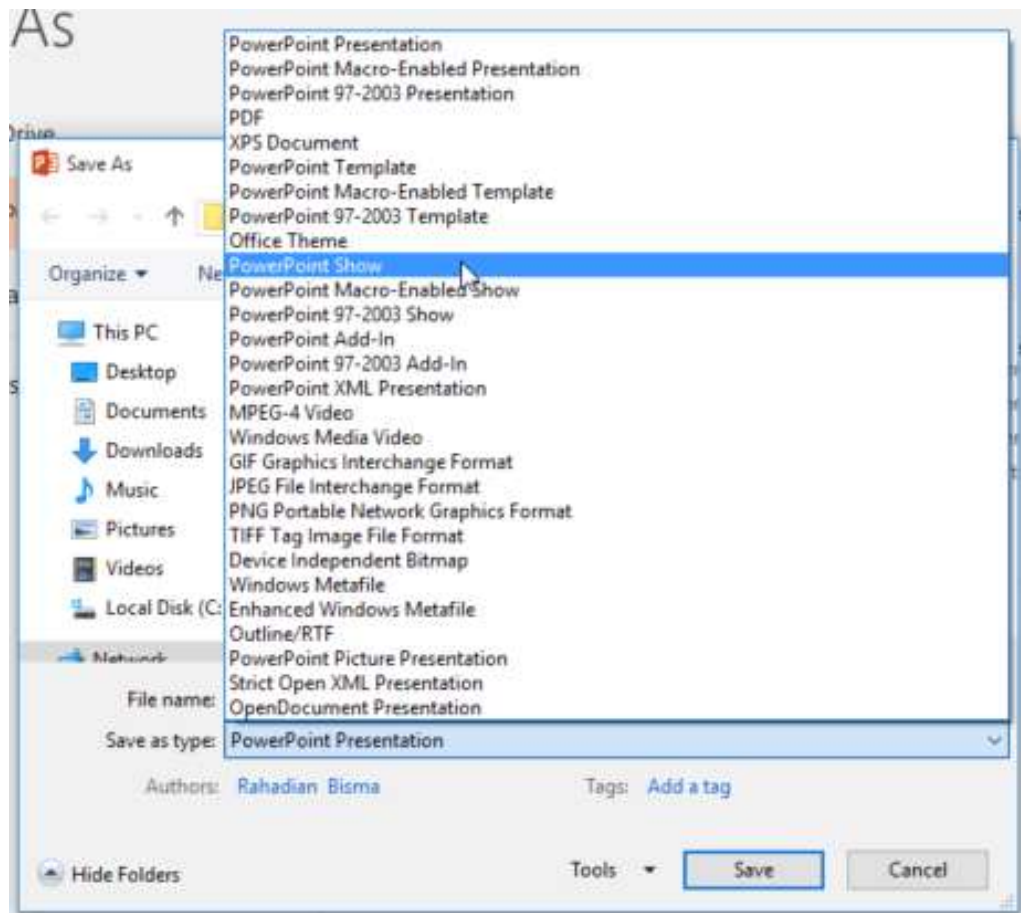 As
PowerPoint Presentation
PowerPoint Macro-Enabled Presentation
PowerPoint 97-2003 Presentation
PDF
XPS Document
PowerPoint Template
PowerPoint Macro-Enabled Template
PowerPoint 97-2003 Template
Office Theme
PowerPoint Show
PowerPoint Macro-Enabled Show
PowerPoint 97-2003 Show
PowerPoint Add-In
PowerPoint 97-2003 Add-In
PowerPoint XML Presentation
MPEG-4 Video
Windows Media Video
GIF Graphics Interchange Format
JPEG File Interchange Format
PNG Portable Network Graphics Format
TIFF Tag Image File Format
Device Independent Bitmap
Windows Metafile
Enhanced Windows Metafile
Outline/RTF
PowerPoint Picture Presentation
Strict Open XML Presentation
OpenDocument Presentation
Save As
Organize Ne
This PC
Desktop
Documents
Downloads
Music
Pictures
Videos
Local Disk (C:
Network
File name:
Save as type: PowerPoint Presentation
Authors: Rahadian Bisma Tags: Add a tag
Hide Folders Tools Save Cancel